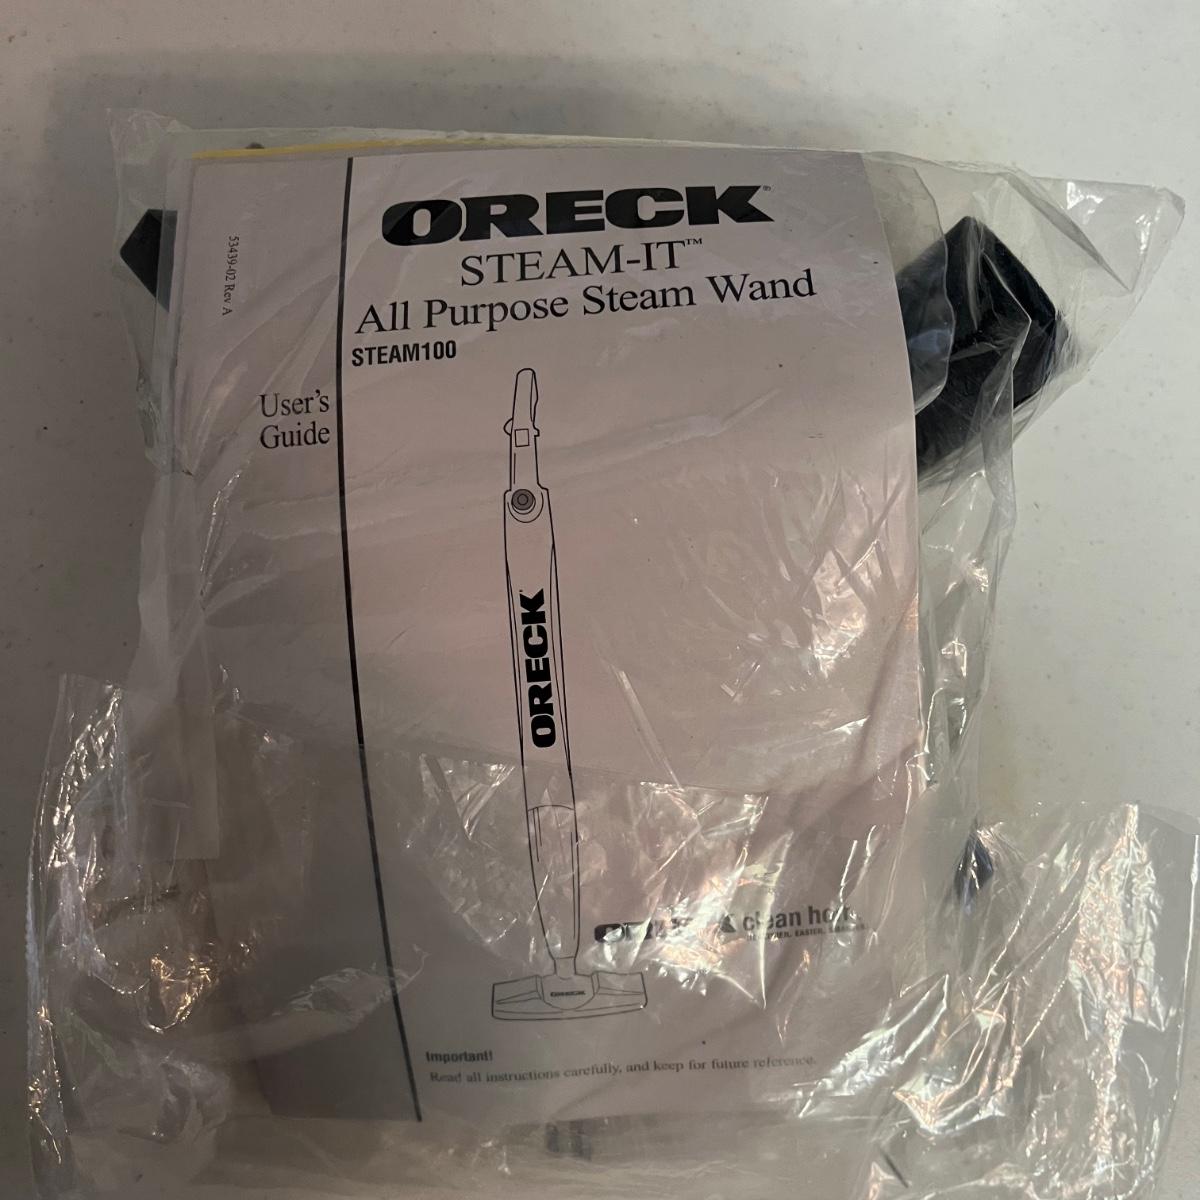 ORECK®
STEAM-IT™
All Purpose Steam Wand
STEAM100
53439-02 Rev A
User's
Guide
ORECK
clean
ORECK
Important!
Read all instructions carefully, and keep for future reference.